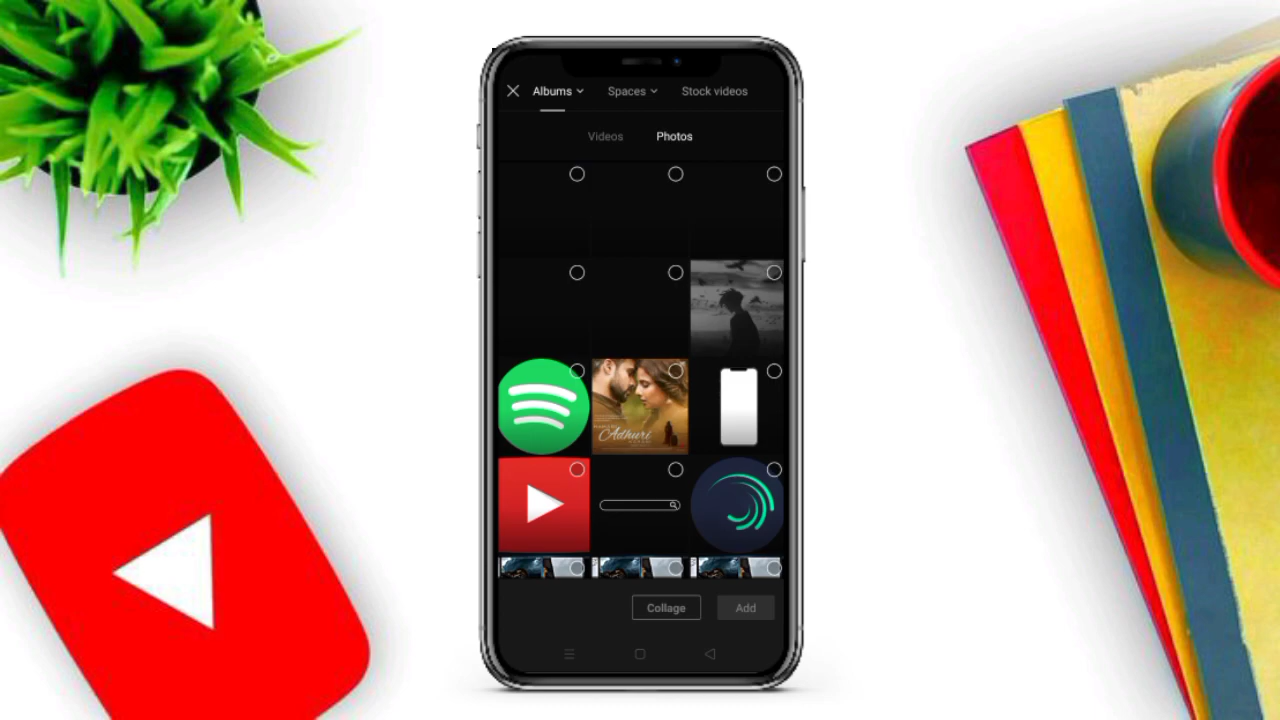 Albums
Spaces
Stock videos
Videos
Photos
Adhuri
Collage
Add